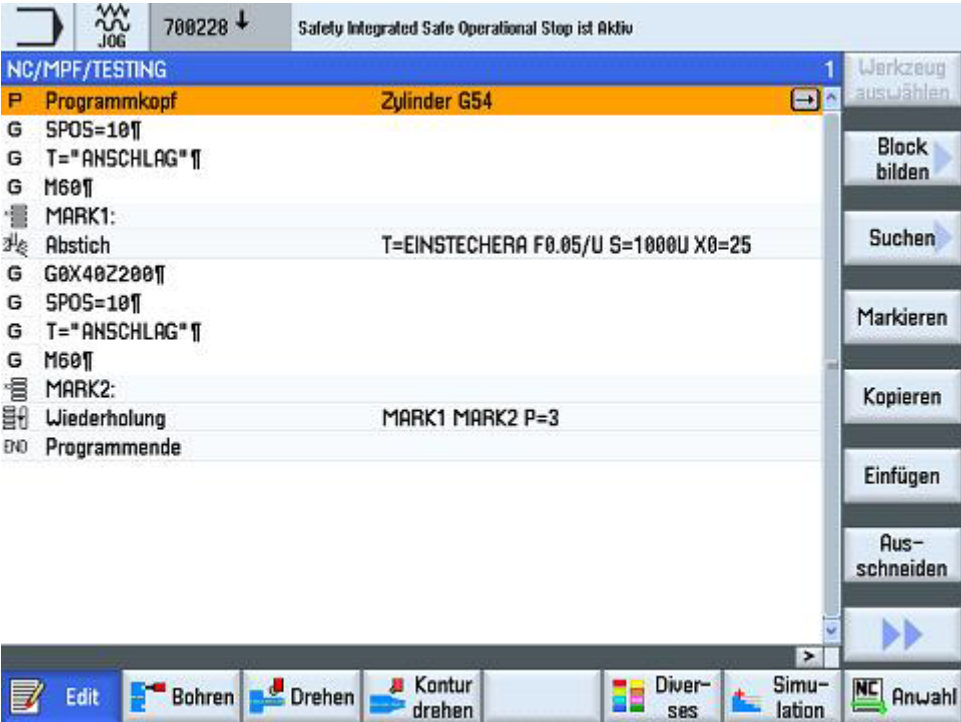 JOG
700228 ↓ Safety Integrated Safe Operational Stop ist Aktiv
NC/MPF/TESTING 1
P Programmkopf Zylinder G54 →
G SPOS=10¶
G T="ANSCHLAG"¶
G M60¶
MARK1:
Abstich T=EINSTECHERA F0.05/U S=1000U X0=25
G G0X40Z200¶
G SPOS=10¶
G T="ANSCHLAG"¶
G M60¶
MARK2:
Wiederholung MARK1 MARK2 P=3
END Programmende
Werkzeug
auswählen
Block
bilden
Suchen
Markieren
Kopieren
Einfügen
Aus-
schneiden
>
Edit
Bohren
Drehen
Kontur
drehen
Diver-
ses
Simu-
lation
NC Anwahl